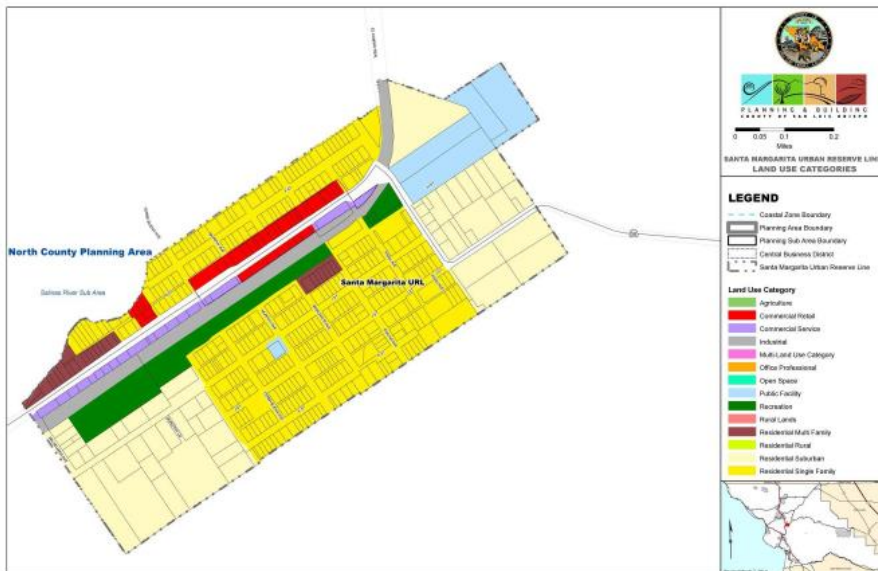 North County Planning Area
Salinas River Sub Area
Santa Margarita URL
PLANNING & BUILDING
COUNTY OF SAN LUIS OBISPO
0 0.05 0.1 0.2
Miles
SANTA MARGARITA URBAN RESERVE LINE
LAND USE CATEGORIES
LEGEND
Coastal Zone Boundary
Planning Area Boundary
Planning Sub Area Boundary
Central Business District
Santa Margarita Urban Reserve Line
Land Use Category
Agriculture
Commercial Retail
Commercial Service
Industrial
Multi-Land Use Category
Office Professional
Open Space
Public Facility
Recreation
Rural Lands
Residential Multi Family
Residential Rural
Residential Suburban
Residential Single Family